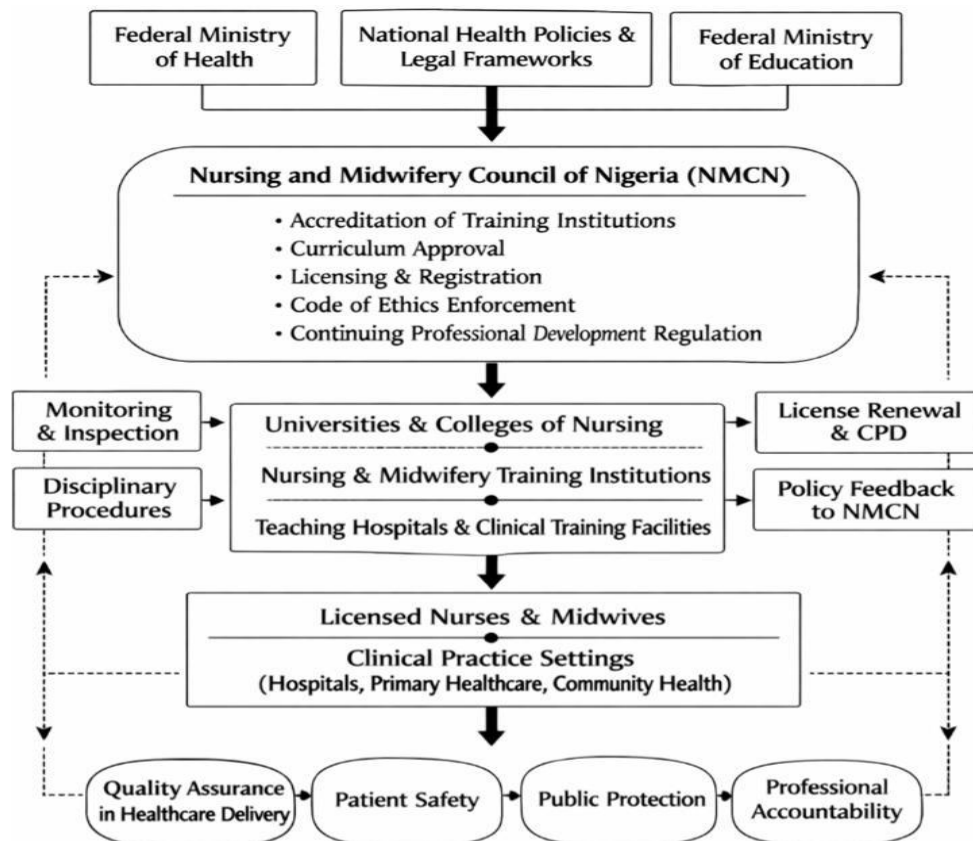 Federal Ministry
of Health
National Health Policies &
Legal Frameworks
Federal Ministry
of Education
Nursing and Midwifery Council of Nigeria (NMCN)
• Accreditation of Training Institutions
• Curriculum Approval
• Licensing & Registration
• Code of Ethics Enforcement
• Continuing Professional Development Regulation
Monitoring
& Inspection
Disciplinary
Procedures
Universities & Colleges of Nursing
Nursing & Midwifery Training Institutions
Teaching Hospitals & Clinical Training Facilities
License Renewal
& CPD
Policy Feedback
to NMCN
Licensed Nurses & Midwives
Clinical Practice Settings
(Hospitals, Primary Healthcare, Community Health)
Quality Assurance
in Healthcare Delivery
Patient Safety
Public Protection
Professional
Accountability